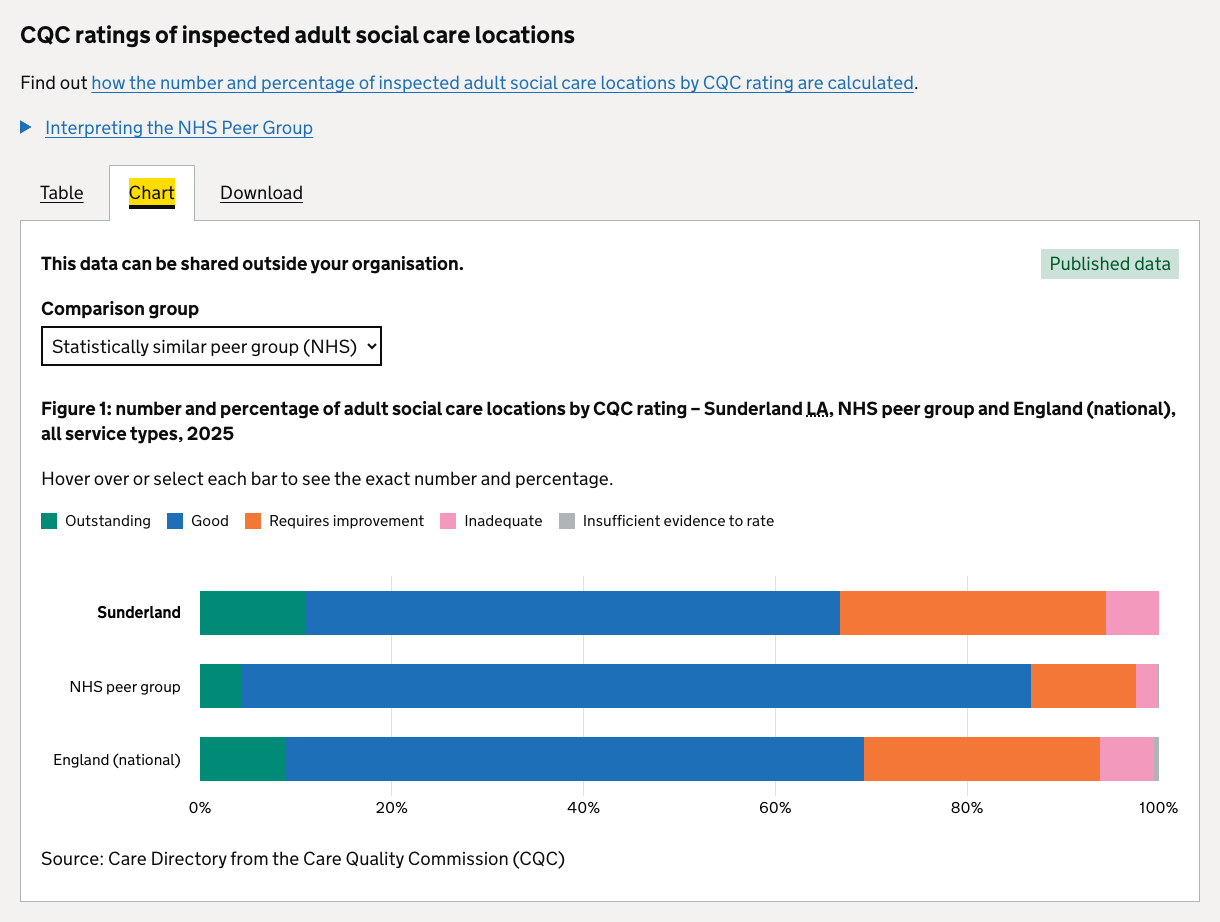 CQC ratings of inspected adult social care locations
Find out how the number and percentage of inspected adult social care locations by CQC rating are calculated.
Interpreting the NHS Peer Group
Table
Chart
Download
This data can be shared outside your organisation.
Published data
Comparison group
Statistically similar peer group (NHS)
Figure 1: number and percentage of adult social care locations by CQC rating – Sunderland LA, NHS peer group and England (national),
all service types, 2025
Hover over or select each bar to see the exact number and percentage.
Outstanding
Good
Requires improvement
Inadequate
Insufficient evidence to rate
Sunderland
NHS peer group
England (national)
0%
20%
40%
60%
80%
100%
Source: Care Directory from the Care Quality Commission (CQC)